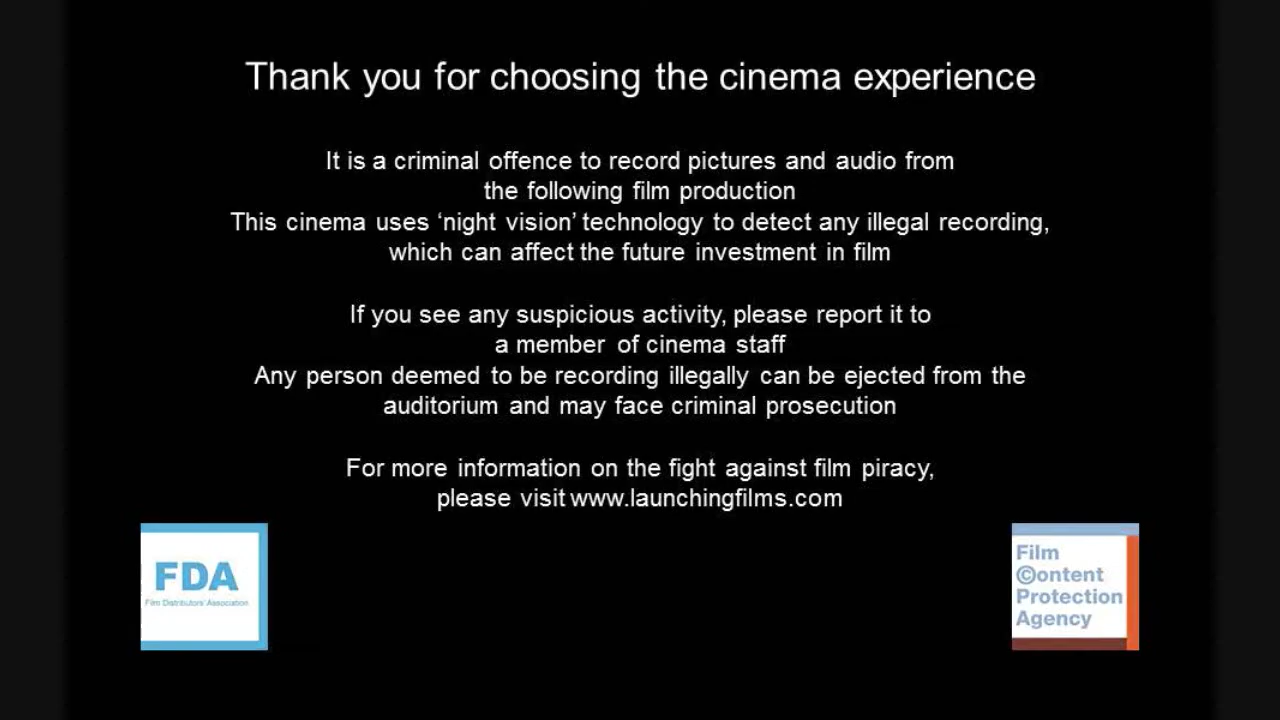 Thank you for choosing the cinema experience
It is a criminal offence to record pictures and audio from
the following film production
This cinema uses ‘night vision’ technology to detect any illegal recording,
which can affect the future investment in film
If you see any suspicious activity, please report it to
a member of cinema staff
Any person deemed to be recording illegally can be ejected from the
auditorium and may face criminal prosecution
For more information on the fight against film piracy,
please visit www.launchingfilms.com
FDA
Film Distributors' Association
Film
©ontent
Protection
Agency